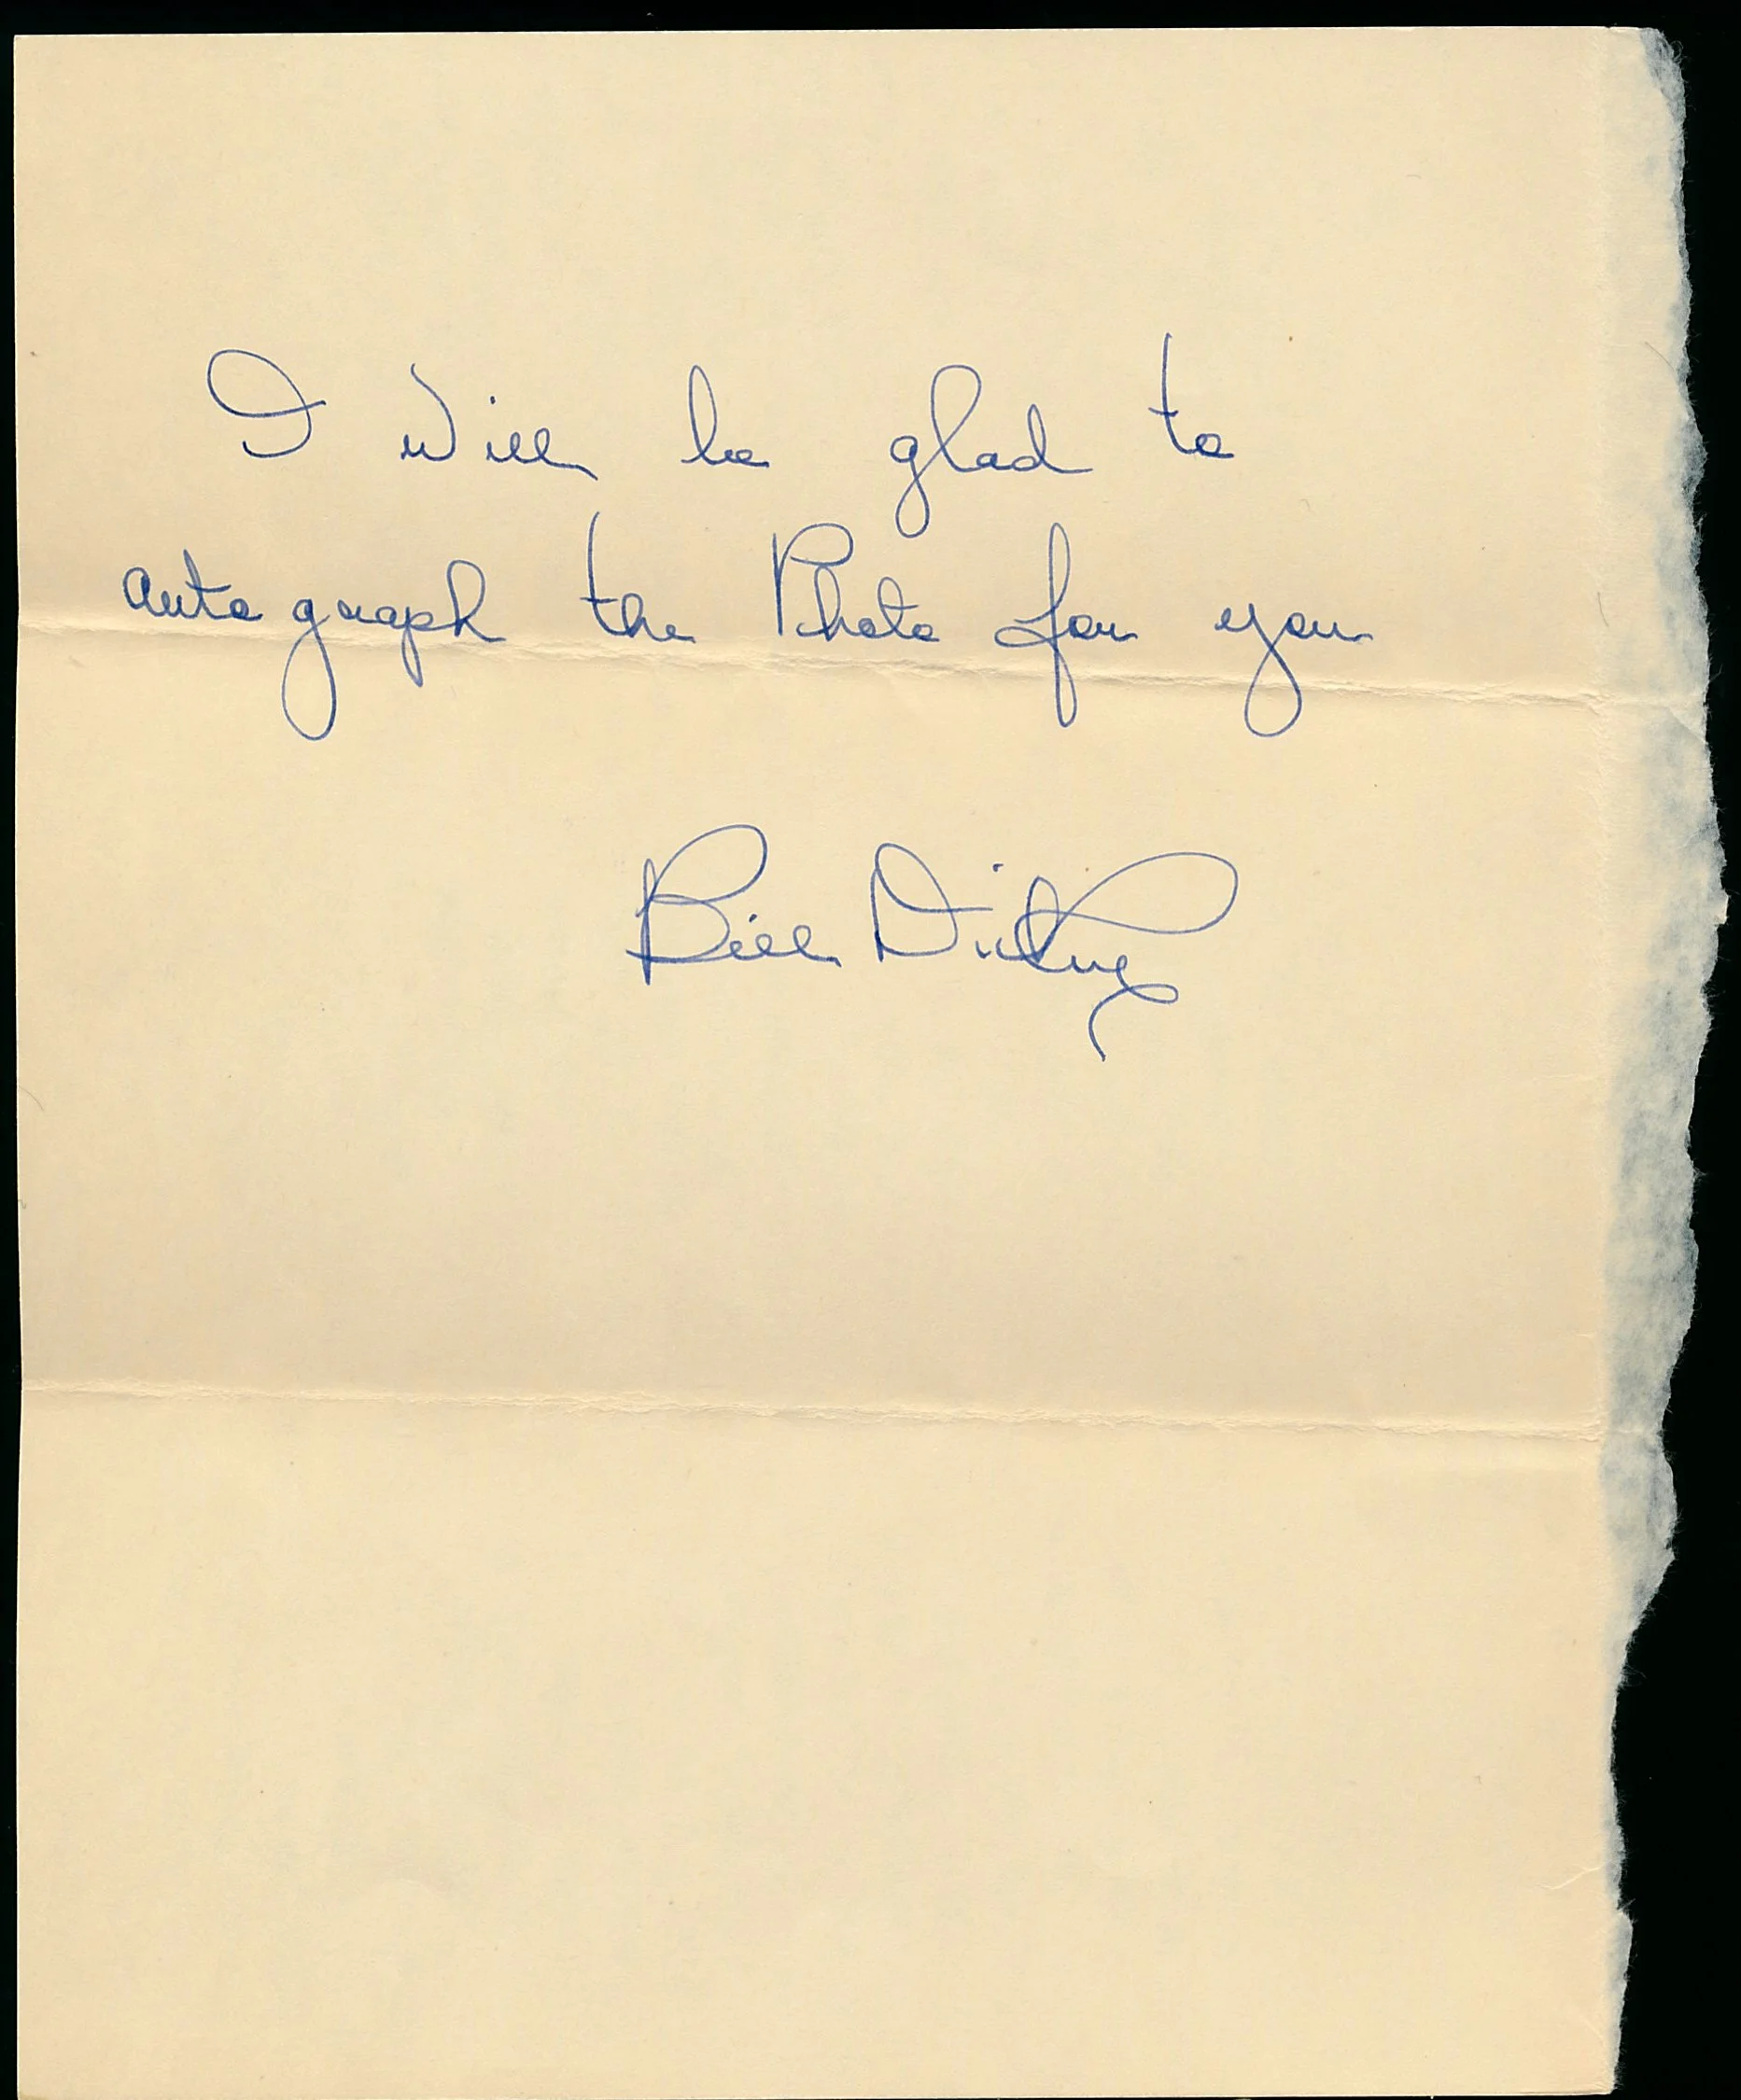 I will be glad to
autograph the Photo for you
Bill Dickey